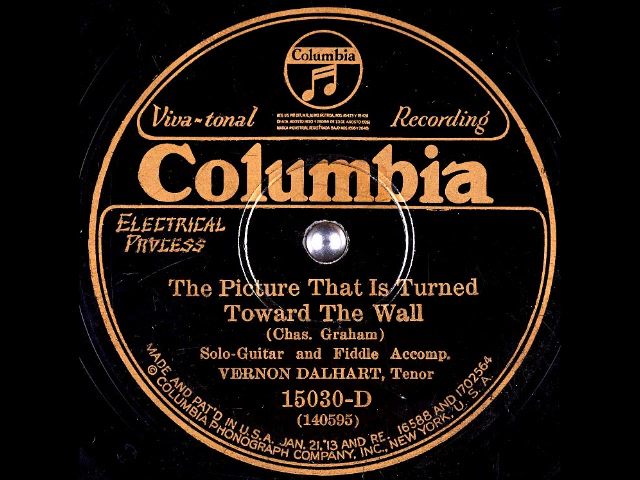 Columbia
Viva-tonal Recording
Columbia
ELECTRICAL
PROCESS
The Picture That Is Turned
Toward The Wall
(Chas. Graham)
Solo-Guitar and Fiddle Accomp.
VERNON DALHART, Tenor
15030-D
(140595)
MADE AND PAT'D IN U.S.A. JAN. 21,'13 AND RE. 16588 AND 1702564
© COLUMBIA PHONOGRAPH COMPANY, INC., NEW YORK, U.S.A.